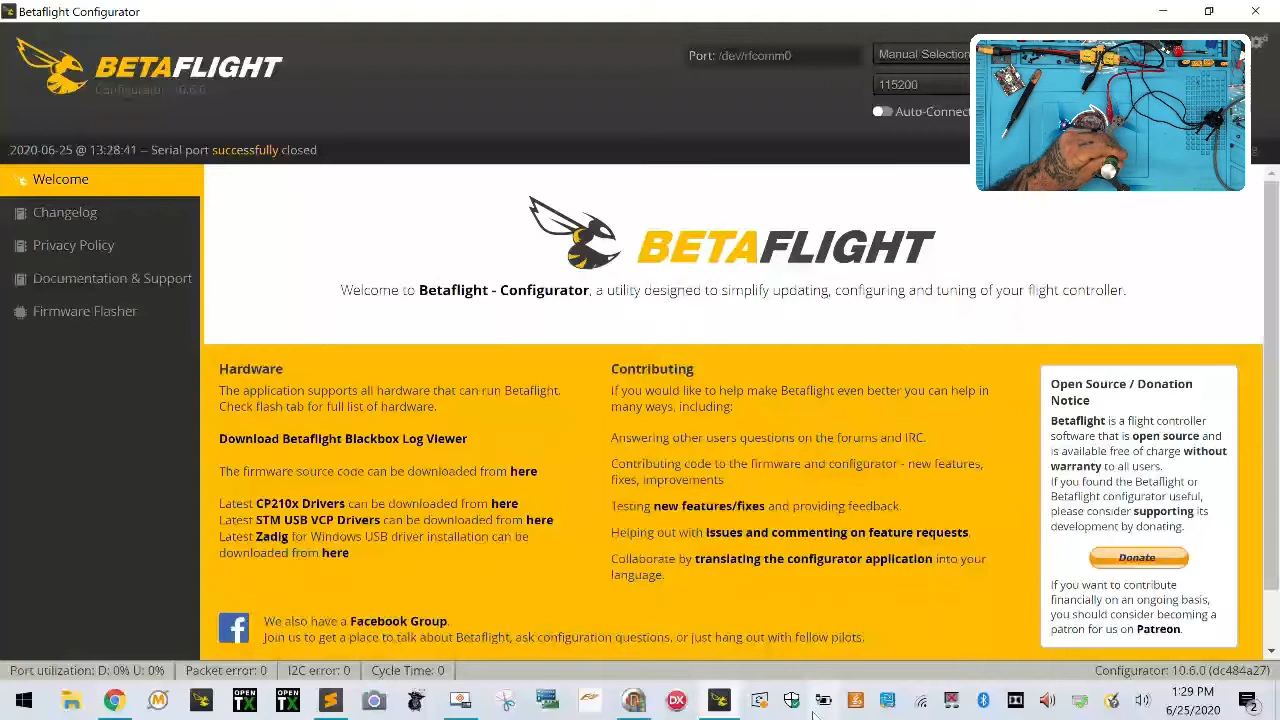 Betaflight Configurator
BETAFLIGHT
Configurator 10.6.0
Port: /dev/rfcomm0
Manual Selection
115200
Auto-Connect
2020-06-25 @ 13:28:41 -- Serial port successfully closed
Welcome
Changelog
Privacy Policy
Documentation & Support
Firmware Flasher
BETAFLIGHT
Welcome to Betaflight - Configurator, a utility designed to simplify updating, configuring and tuning of your flight controller.
Hardware
The application supports all hardware that can run Betaflight.
Check flash tab for full list of hardware.
Download Betaflight Blackbox Log Viewer
The firmware source code can be downloaded from here
Latest CP210x Drivers can be downloaded from here
Latest STM USB VCP Drivers can be downloaded from here
Latest Zadig for Windows USB driver installation can be
downloaded from here
Contributing
If you would like to help make Betaflight even better you can help in
many ways, including:
Answering other users questions on the forums and IRC.
Contributing code to the firmware and configurator - new features,
fixes, improvements
Testing new features/fixes and providing feedback.
Helping out with issues and commenting on feature requests.
Collaborate by translating the configurator application into your
language.
We also have a Facebook Group.
Join us to get a place to talk about Betaflight, ask configuration questions, or just hang out with fellow pilots.
Open Source / Donation
Notice
Betaflight is a flight controller
software that is open source and
is available free of charge without
warranty to all users.
If you found the Betaflight or
Betaflight configurator useful,
please consider supporting its
development by donating.
Donate
If you want to contribute
financially on an ongoing basis,
you should consider becoming a
patron for us on Patreon.
Port utilization: D: 0% U: 0%
Packet error: 0
I2C error: 0
Cycle Time: 0
Configurator: 10.6.0 (dc484a27)
OPEN TX
OPEN TX
DX
1:29 PM
6/25/2020
2